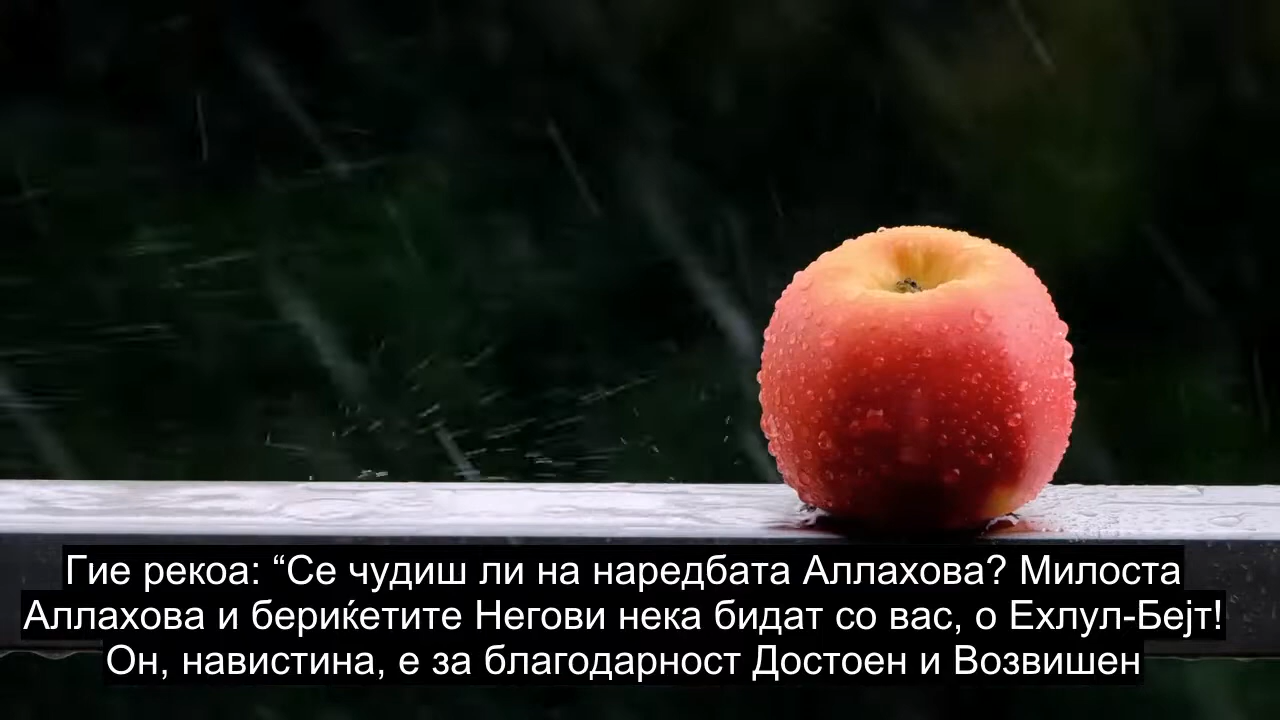 Гие рекоа: “Се чудиш ли на наредбата Аллахова? Милоста
Аллахова и бериќетите Негови нека бидат со вас, о Ехлул-Бејт!
Он, навистина, е за благодарност Достоен и Возвишен